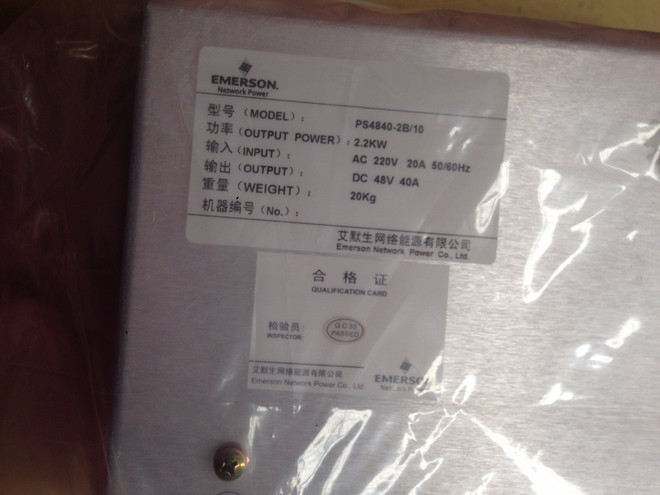 EMERSON.
Network Power
型号（MODEL）： PS4840-2B/10
功率（OUTPUT POWER）：2.2KW
输入（INPUT）： AC 220V 20A 50/60Hz
输出（OUTPUT）： DC 48V 40A
重量（WEIGHT）： 20Kg
机器编号（No.）：
艾默生网络能源有限公司
Emerson Network Power Co., Ltd.
合格证
QUALIFICATION CARD
检验员:
INSPECTOR:
PASSED
艾默生网络能源有限公司
Emerson Network Power Co., Ltd
EMERSON